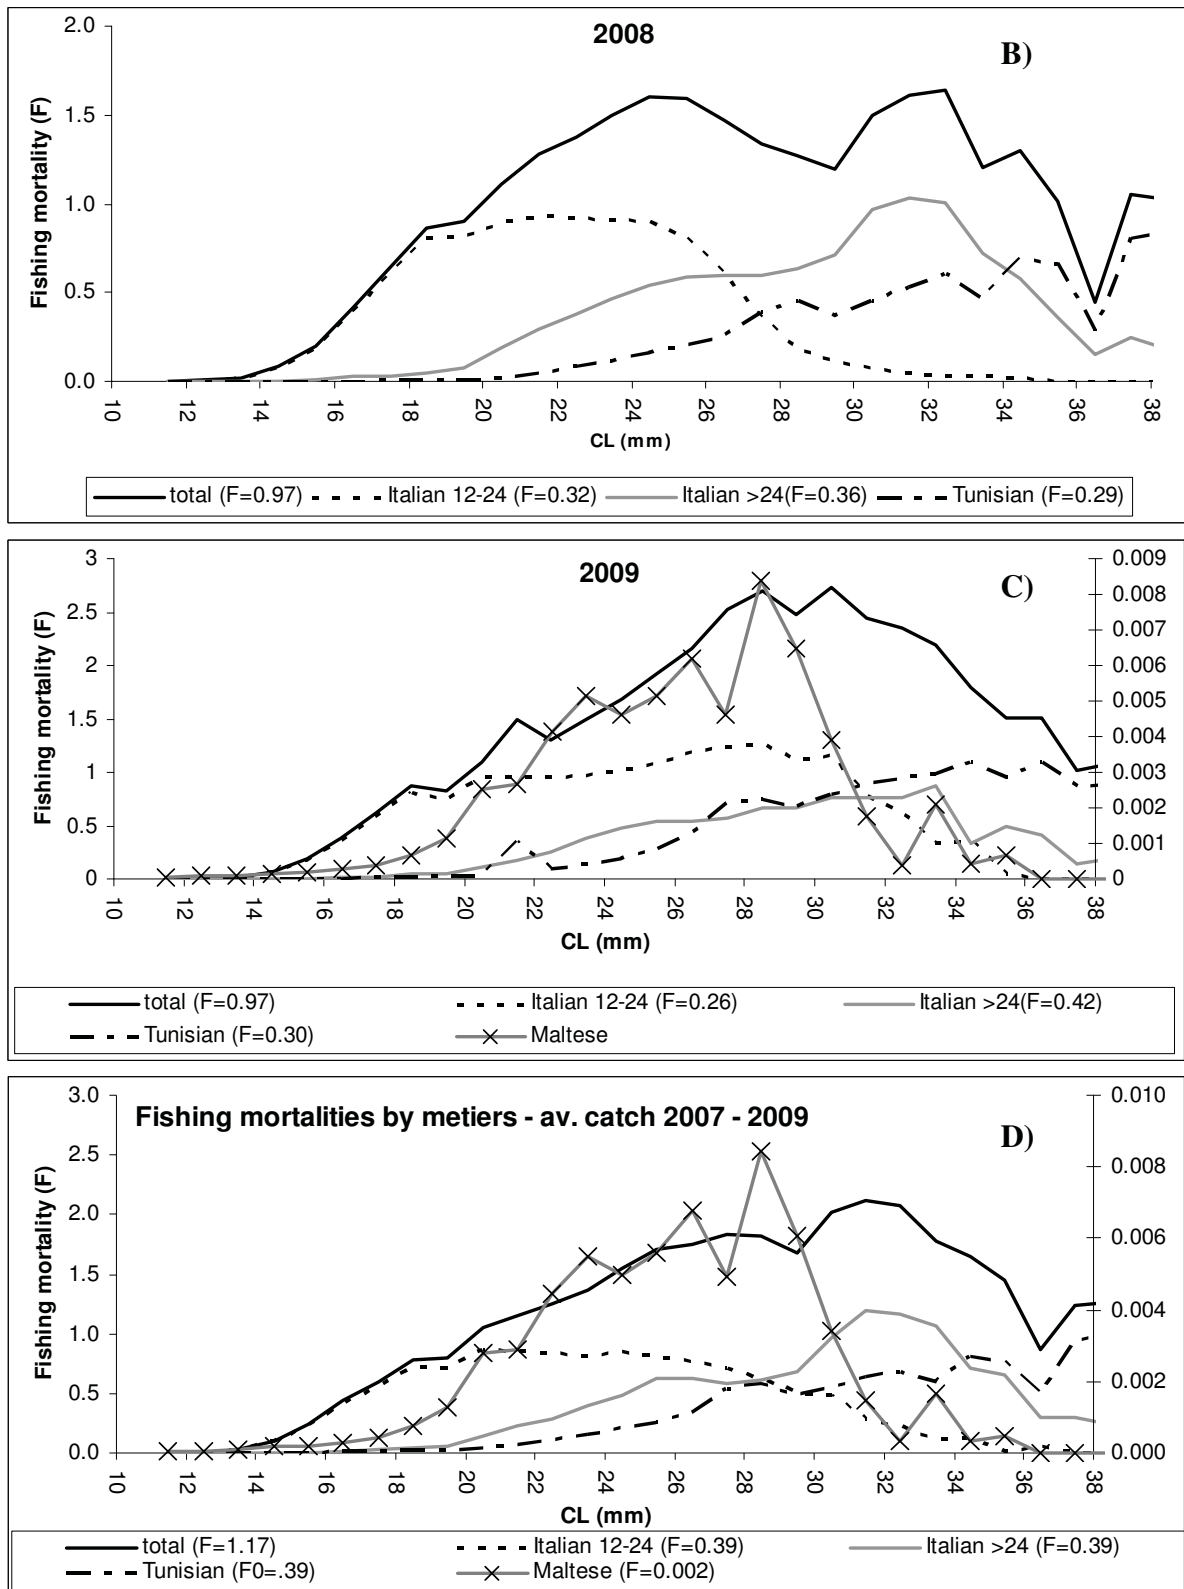 2008
B)
Fishing mortality (F)
2.0
1.5
1.0
0.5
0.0
10 12 14 16 18 20 22 24 26 28 30 32 34 36 38
CL (mm)
total (F=0.97) Italian 12-24 (F=0.32) Italian >24(F=0.36) Tunisian (F=0.29)
2009
C)
Fishing mortality (F)
3 0.009
2.5 0.008
0.007
2 0.006
1.5 0.005
0.004
1 0.003
0.5 0.002
0.001
0 0
10 12 14 16 18 20 22 24 26 28 30 32 34 36 38
CL (mm)
total (F=0.97) Italian 12-24 (F=0.26) Italian >24(F=0.42)
Tunisian (F=0.30) Maltese
Fishing mortalities by metiers - av. catch 2007 - 2009
D)
Fishing mortality (F)
3.0 0.010
2.5 0.008
2.0 0.006
1.5
1.0 0.004
0.5 0.002
0.0 0.000
10 12 14 16 18 20 22 24 26 28 30 32 34 36 38
CL (mm)
total (F=1.17) Italian 12-24 (F=0.39) Italian >24 (F=0.39)
Tunisian (F0=.39) Maltese (F=0.002)